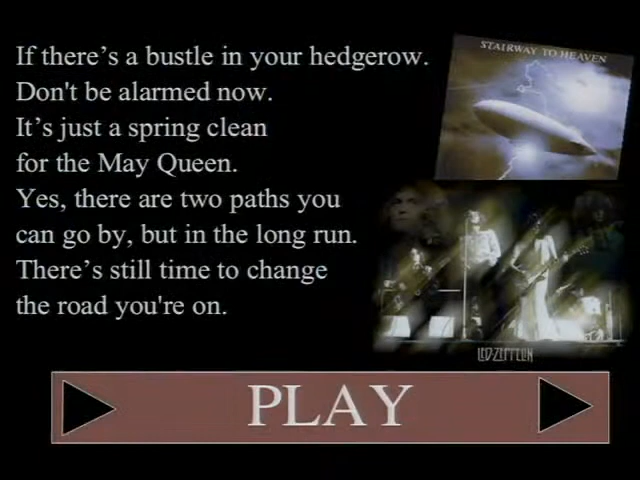 If there's a bustle in your hedgerow.
Don't be alarmed now.
It's just a spring clean
for the May Queen.
Yes, there are two paths you
can go by, but in the long run.
There's still time to change
the road you're on.
STAIRWAY TO HEAVEN
LED-ZEPPELIN
PLAY